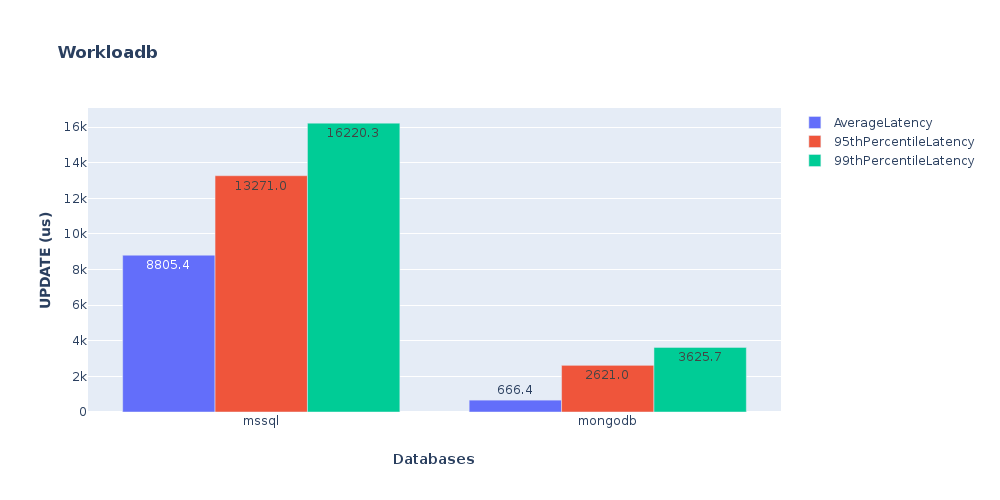 Workloadb
AverageLatency
95thPercentileLatency
99thPercentileLatency
UPDATE (us)
16k
14k
12k
10k
8k
6k
4k
2k
0
16220.3
13271.0
8805.4
3625.7
2621.0
666.4
mssql
mongodb
Databases